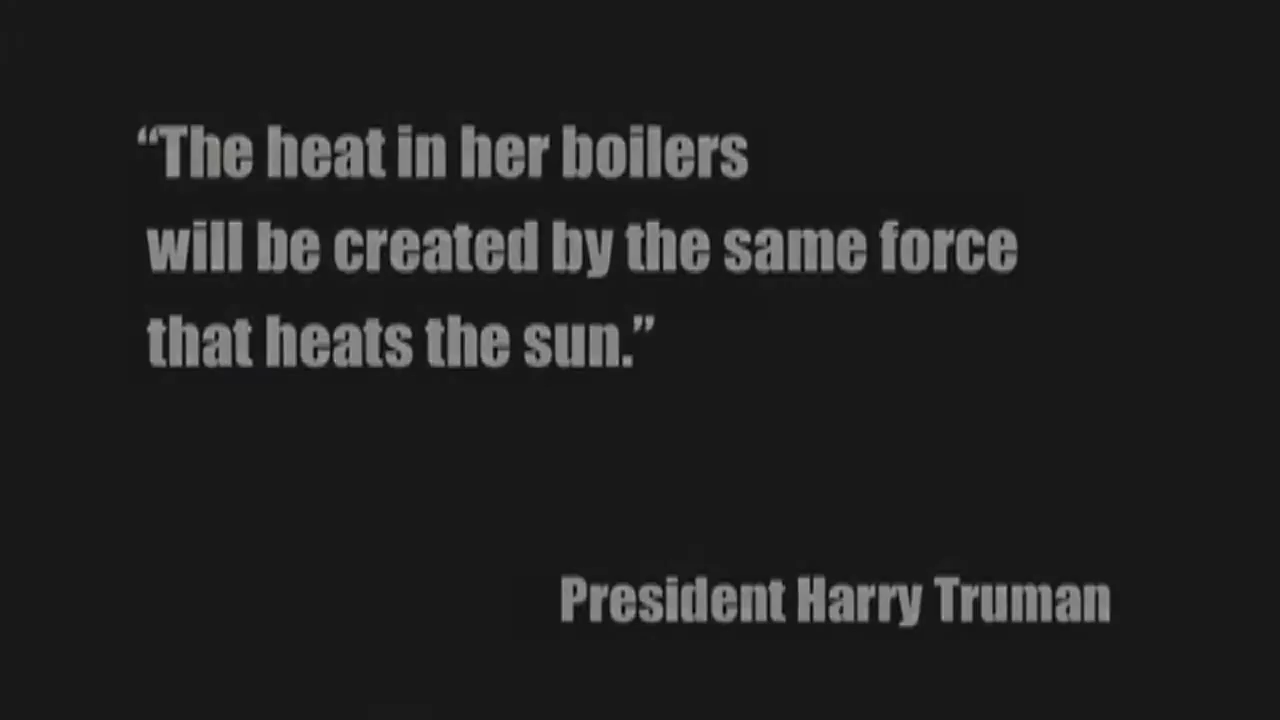 “The heat in her boilers
will be created by the same force
that heats the sun.”
President Harry Truman